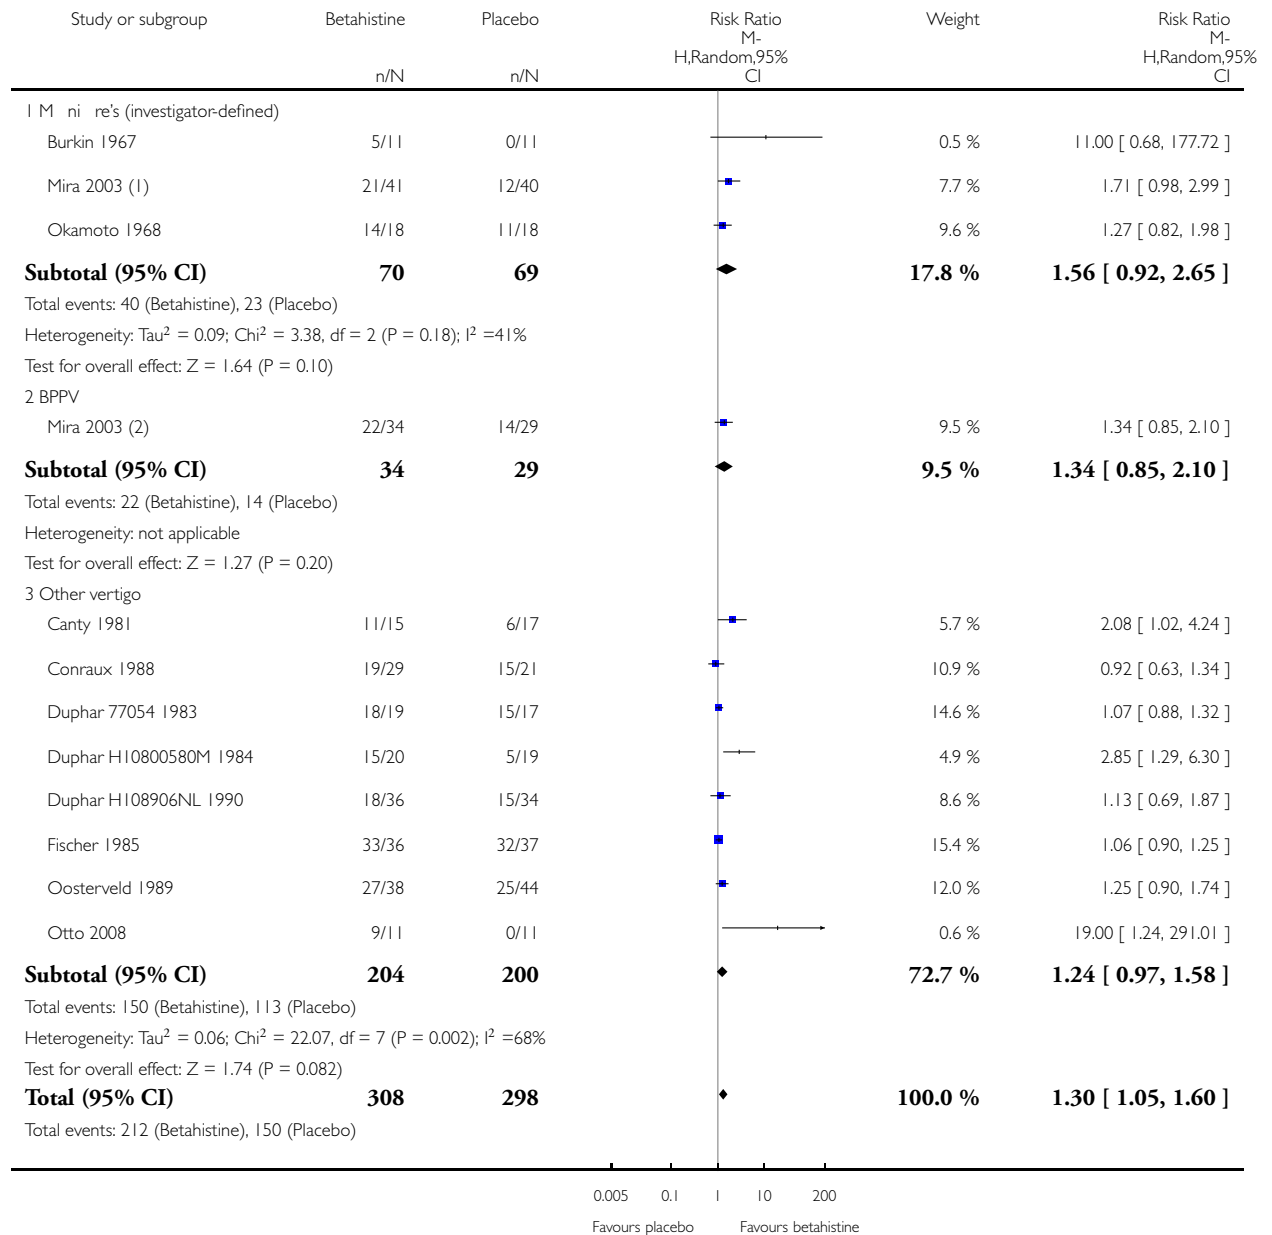 Study or subgroup Betahistine Placebo Risk Ratio Weight Risk Ratio
M- M-
H,Random,95% H,Random,95%
n/N n/N CI CI
1 M ni re's (investigator-defined)
Burkin 1967 5/11 0/11 0.5 % 11.00 [ 0.68, 177.72 ]
Mira 2003 (1) 21/41 12/40 7.7 % 1.71 [ 0.98, 2.99 ]
Okamoto 1968 14/18 11/18 9.6 % 1.27 [ 0.82, 1.98 ]
Subtotal (95% CI) 70 69 17.8 % 1.56 [ 0.92, 2.65 ]
Total events: 40 (Betahistine), 23 (Placebo)
Heterogeneity: Tau² = 0.09; Chi² = 3.38, df = 2 (P = 0.18); I² =41%
Test for overall effect: Z = 1.64 (P = 0.10)
2 BPPV
Mira 2003 (2) 22/34 14/29 9.5 % 1.34 [ 0.85, 2.10 ]
Subtotal (95% CI) 34 29 9.5 % 1.34 [ 0.85, 2.10 ]
Total events: 22 (Betahistine), 14 (Placebo)
Heterogeneity: not applicable
Test for overall effect: Z = 1.27 (P = 0.20)
3 Other vertigo
Canty 1981 11/15 6/17 5.7 % 2.08 [ 1.02, 4.24 ]
Conraux 1988 19/29 15/21 10.9 % 0.92 [ 0.63, 1.34 ]
Duphar 77054 1983 18/19 15/17 14.6 % 1.07 [ 0.88, 1.32 ]
Duphar H10800580M 1984 15/20 5/19 4.9 % 2.85 [ 1.29, 6.30 ]
Duphar H108906NL 1990 18/36 15/34 8.6 % 1.13 [ 0.69, 1.87 ]
Fischer 1985 33/36 32/37 15.4 % 1.06 [ 0.90, 1.25 ]
Oosterveld 1989 27/38 25/44 12.0 % 1.25 [ 0.90, 1.74 ]
Otto 2008 9/11 0/11 0.6 % 19.00 [ 1.24, 291.01 ]
Subtotal (95% CI) 204 200 72.7 % 1.24 [ 0.97, 1.58 ]
Total events: 150 (Betahistine), 113 (Placebo)
Heterogeneity: Tau² = 0.06; Chi² = 22.07, df = 7 (P = 0.002); I² =68%
Test for overall effect: Z = 1.74 (P = 0.082)
Total (95% CI) 308 298 100.0 % 1.30 [ 1.05, 1.60 ]
Total events: 212 (Betahistine), 150 (Placebo)
0.005 0.1 1 10 200
Favours placebo Favours betahistine